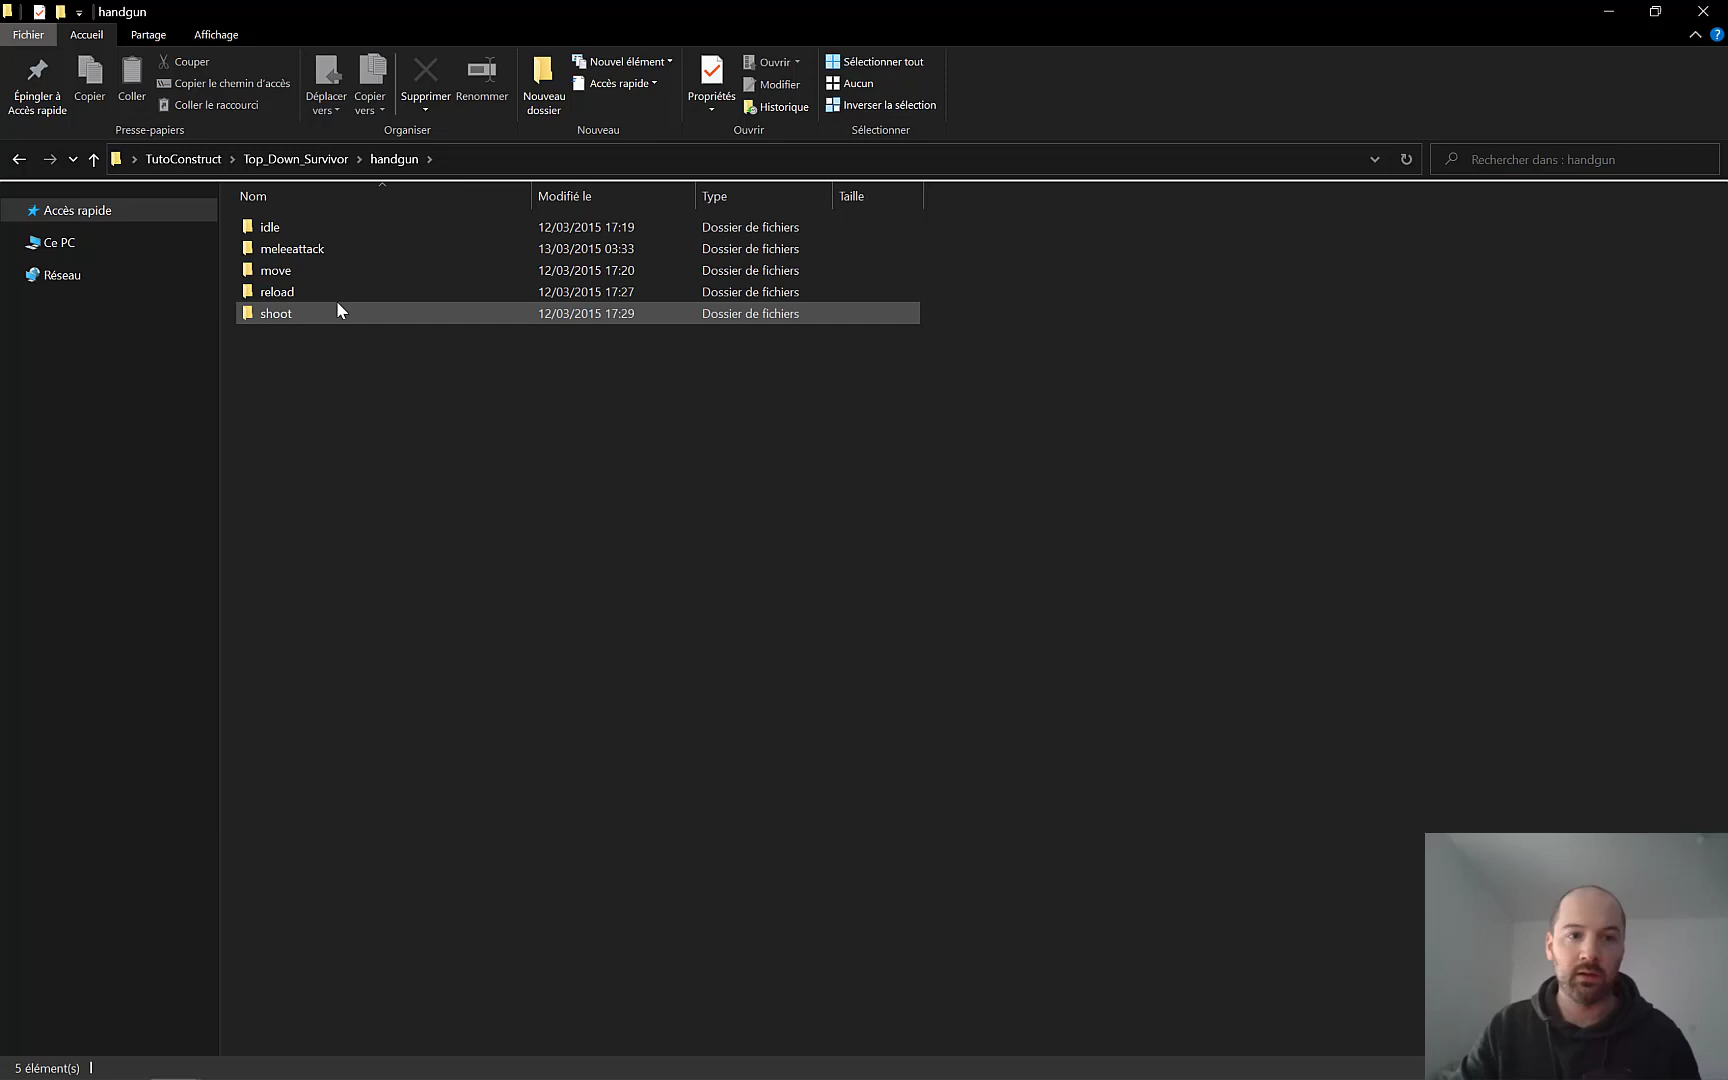 handgun
Fichier Accueil Partage Affichage
Épingler à Accès rapide
Copier
Coller
Couper
Copier le chemin d'accès
Coller le raccourci
Presse-papiers
Déplacer vers
Copier vers
Supprimer
Renommer
Organiser
Nouveau dossier
Nouvel élément
Accès rapide
Nouveau
Propriétés
Ouvrir
Modifier
Historique
Ouvrir
Sélectionner tout
Aucun
Inverser la sélection
Sélectionner
TutoConstruct > Top_Down_Survivor > handgun >
Rechercher dans : handgun
Accès rapide
Ce PC
Réseau
Nom Modifié le Type Taille
idle 12/03/2015 17:19 Dossier de fichiers
meleeattack 13/03/2015 03:33 Dossier de fichiers
move 12/03/2015 17:20 Dossier de fichiers
reload 12/03/2015 17:27 Dossier de fichiers
shoot 12/03/2015 17:29 Dossier de fichiers
5 élément(s)